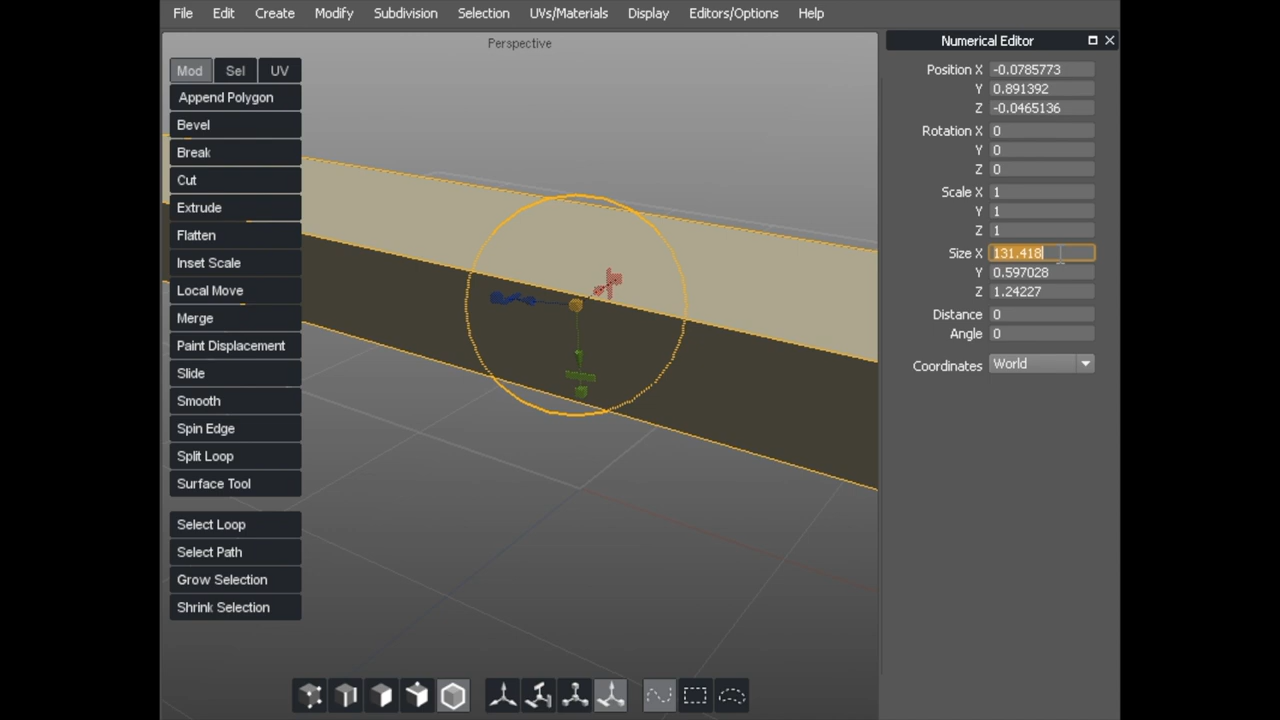 File Edit Create Modify Subdivision Selection UVs/Materials Display Editors/Options Help
Perspective
Mod Sel UV
Append Polygon
Bevel
Break
Cut
Extrude
Flatten
Inset Scale
Local Move
Merge
Paint Displacement
Slide
Smooth
Spin Edge
Split Loop
Surface Tool
Select Loop
Select Path
Grow Selection
Shrink Selection
Numerical Editor
Position X -0.0785773
Y 0.891392
Z -0.0465136
Rotation X 0
Y 0
Z 0
Scale X 1
Y 1
Z 1
Size X 131.418
Y 0.597028
Z 1.24227
Distance 0
Angle 0
Coordinates World